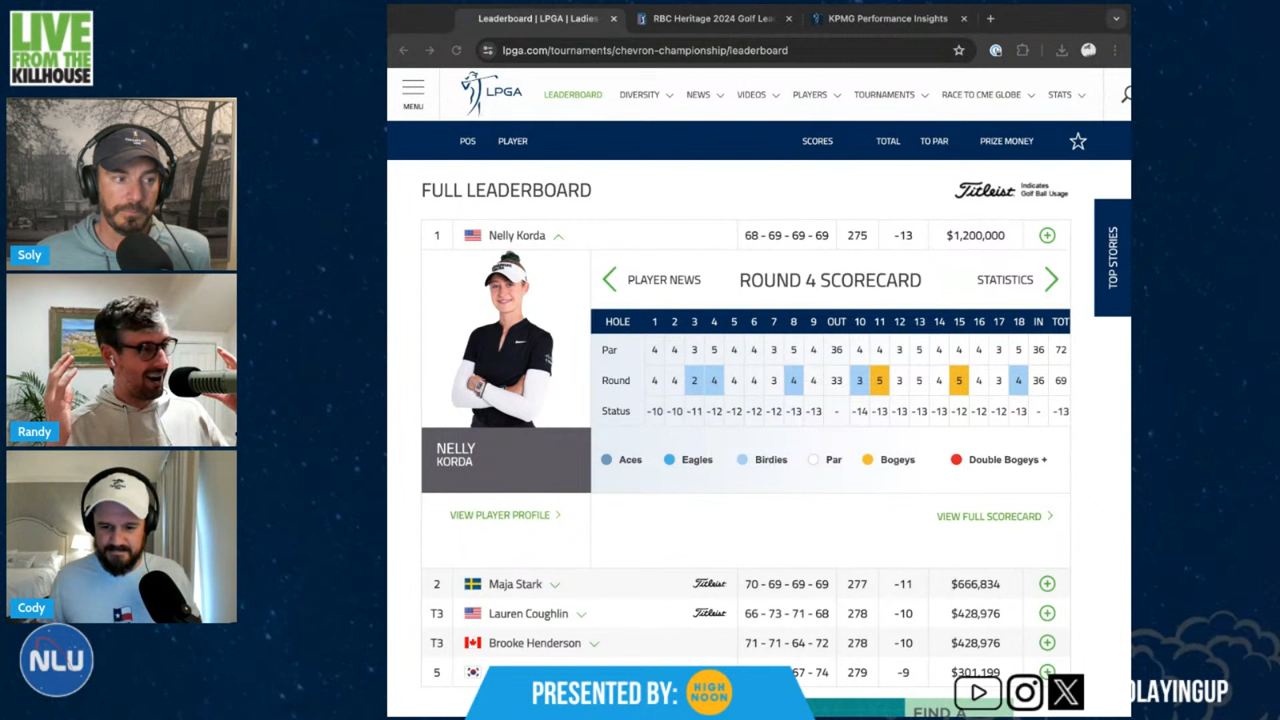 LIVE
FROM THE
KILLHOUSE
Soly
Randy
Cody
NLU
Leaderboard | LPGA | Ladies
RBC Heritage 2024 Golf Lea
KPMG Performance Insights
lpga.com/tournaments/chevron-championship/leaderboard
MENU
LPGA
LEADERBOARD DIVERSITY NEWS VIDEOS PLAYERS TOURNAMENTS RACE TO CME GLOBE STATS
POS PLAYER SCORES TOTAL TO PAR PRIZE MONEY
FULL LEADERBOARD
Titleist Indicates
Golf Ball Usage
TOP STORIES
1 Nelly Korda 68 - 69 - 69 - 69 275 -13 $1,200,000
PLAYER NEWS ROUND 4 SCORECARD STATISTICS
HOLE 1 2 3 4 5 6 7 8 9 OUT 10 11 12 13 14 15 16 17 18 IN TOT
Par 4 4 3 5 4 4 3 5 4 36 4 4 3 5 4 4 4 3 5 36 72
Round 4 4 2 4 4 4 3 4 4 33 3 5 3 5 4 5 4 3 4 36 69
Status -10 -10 -11 -12 -12 -12 -12 -13 -13 - -14 -13 -13 -13 -13 -12 -12 -12 -13 - -13
NELLY
KORDA
Aces Eagles Birdies Par Bogeys Double Bogeys +
VIEW PLAYER PROFILE
VIEW FULL SCORECARD
2 Maja Stark Titleist 70 - 69 - 69 - 69 277 -11 $666,834
T3 Lauren Coughlin Titleist 66 - 73 - 71 - 68 278 -10 $428,976
T3 Brooke Henderson 71 - 71 - 64 - 72 278 -10 $428,976
5 67 - 74 279 -9 $301,199
PRESENTED BY: HIGH
NOON
FIND A
LAYINGUP